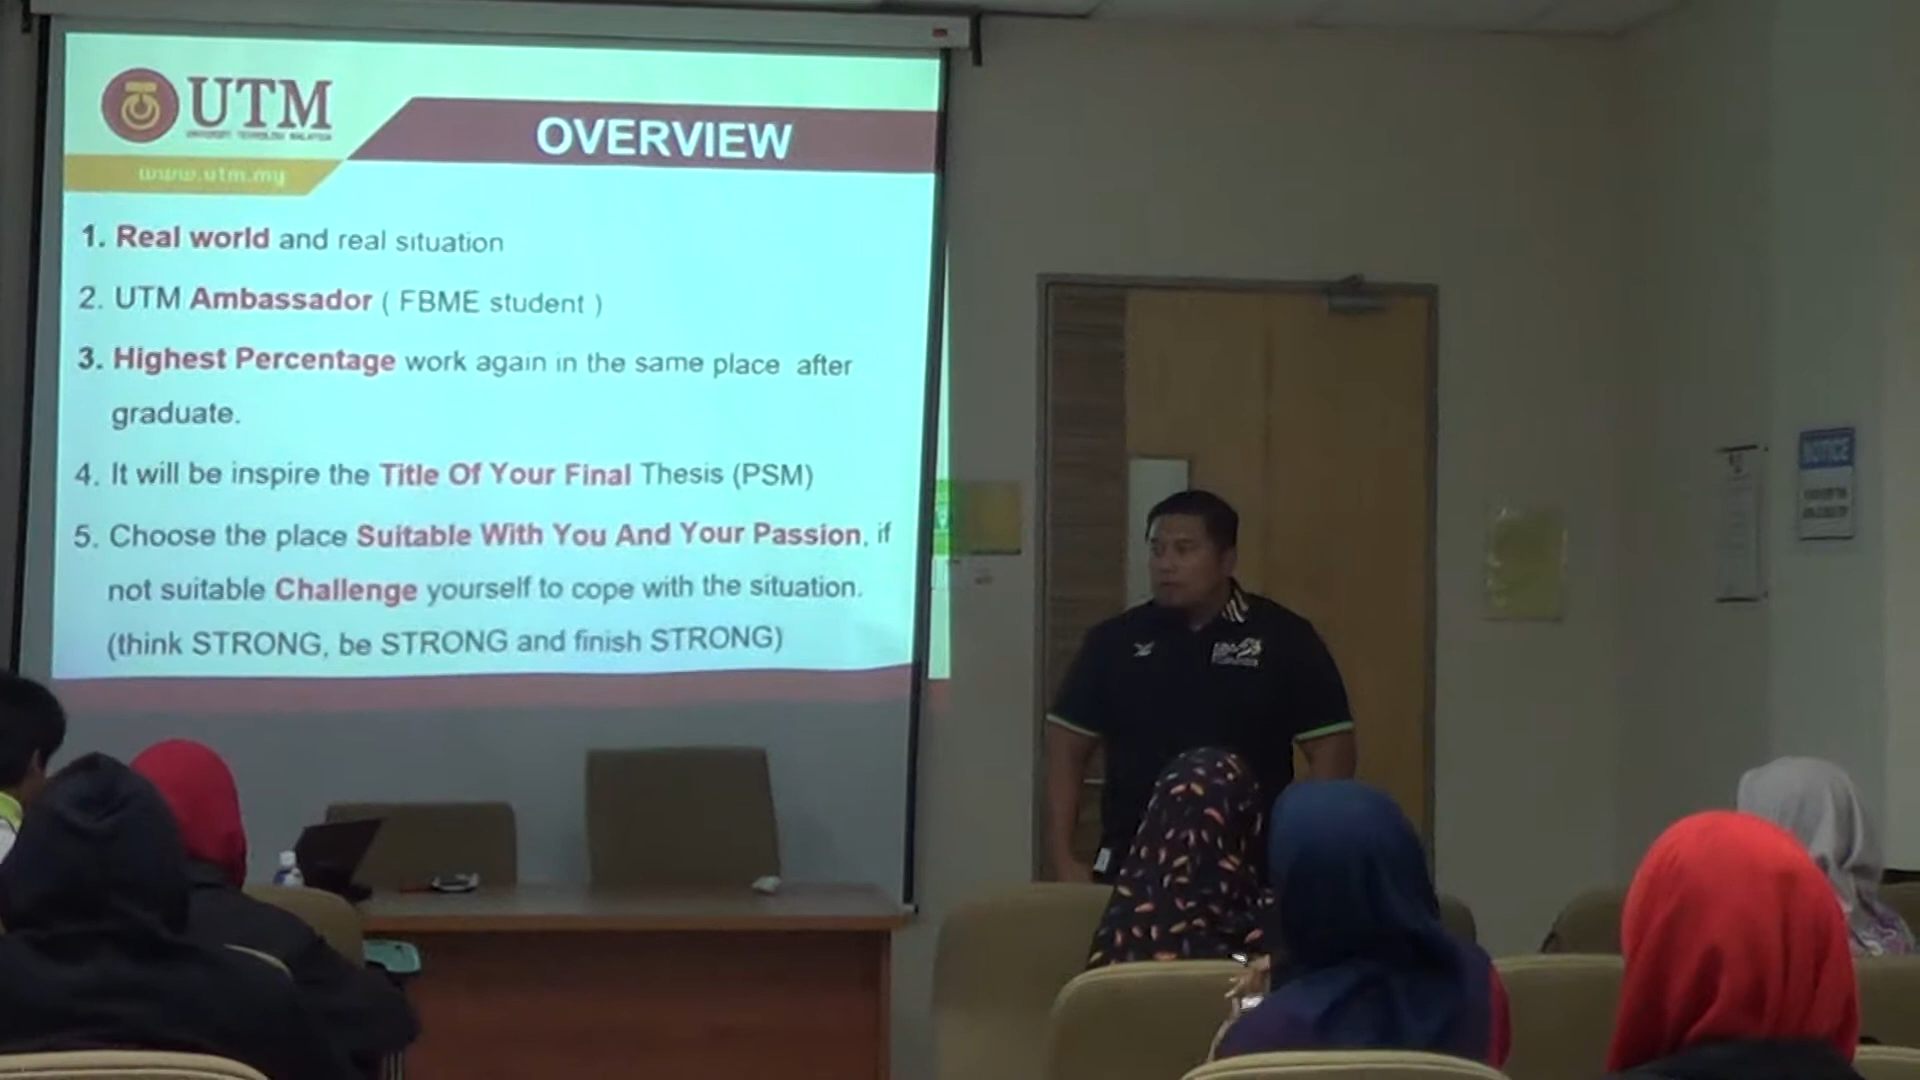 UTM
UNIVERSITI TEKNOLOGI MALAYSIA
OVERVIEW
www.utm.my
1. Real world and real situation
2. UTM Ambassador ( FBME student )
3. Highest Percentage work again in the same place after
graduate.
4. It will be inspire the Title Of Your Final Thesis (PSM)
5. Choose the place Suitable With You And Your Passion, if
not suitable Challenge yourself to cope with the situation.
(think STRONG, be STRONG and finish STRONG)
NOTICE